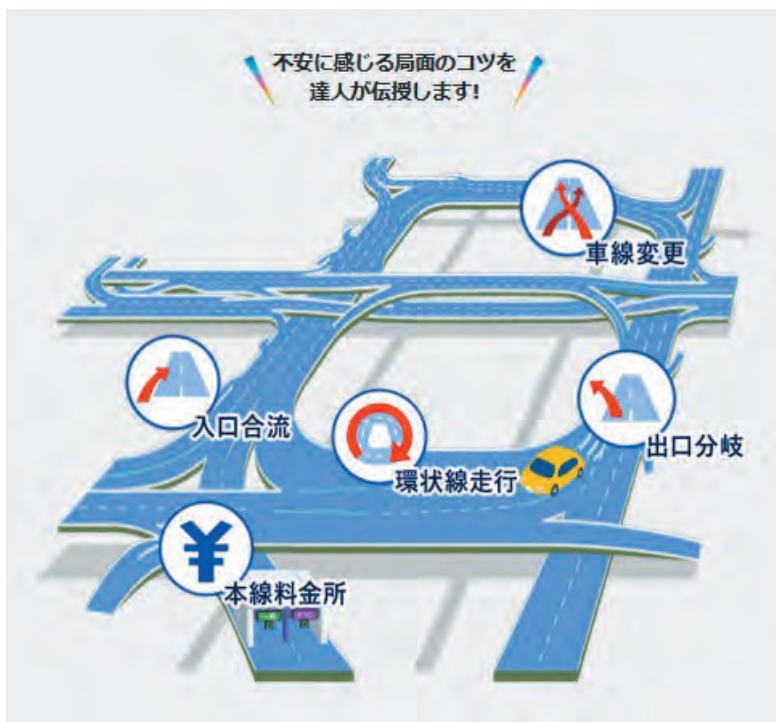 不安に感じる局面のコツを
達人が伝授します!
車線変更
入口合流
出口分岐
環状線走行
¥
本線料金所